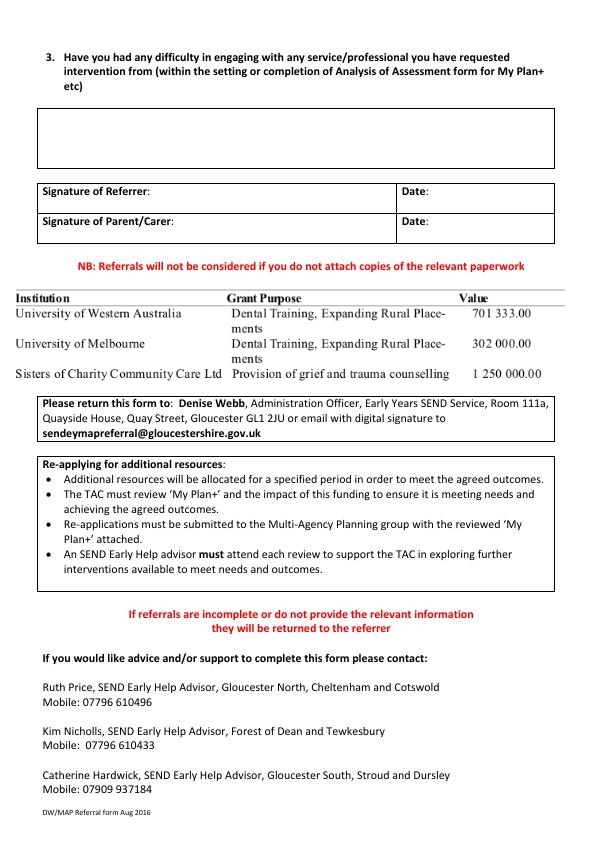 3. Have you had any difficulty in engaging with any service/professional you have requested
intervention from (within the setting or completion of Analysis of Assessment form for My Plan+
etc)
Signature of Referrer: Date:
Signature of Parent/Carer: Date:
NB: Referrals will not be considered if you do not attach copies of the relevant paperwork
Institution Grant Purpose Value
University of Western Australia Dental Training, Expanding Rural Place- 701 333.00
ments
University of Melbourne Dental Training, Expanding Rural Place- 302 000.00
ments
Sisters of Charity Community Care Ltd Provision of grief and trauma counselling 1 250 000.00
Please return this form to: Denise Webb, Administration Officer, Early Years SEND Service, Room 111a,
Quayside House, Quay Street, Gloucester GL1 2JU or email with digital signature to
sendeymapreferral@gloucestershire.gov.uk
Re-applying for additional resources:
• Additional resources will be allocated for a specified period in order to meet the agreed outcomes.
• The TAC must review ‘My Plan+’ and the impact of this funding to ensure it is meeting needs and
achieving the agreed outcomes.
• Re-applications must be submitted to the Multi-Agency Planning group with the reviewed ‘My
Plan+’ attached.
• An SEND Early Help advisor must attend each review to support the TAC in exploring further
interventions available to meet needs and outcomes.
If referrals are incomplete or do not provide the relevant information
they will be returned to the referrer
If you would like advice and/or support to complete this form please contact:
Ruth Price, SEND Early Help Advisor, Gloucester North, Cheltenham and Cotswold
Mobile: 07796 610496
Kim Nicholls, SEND Early Help Advisor, Forest of Dean and Tewkesbury
Mobile: 07796 610433
Catherine Hardwick, SEND Early Help Advisor, Gloucester South, Stroud and Dursley
Mobile: 07909 937184
DW/MAP Referral form Aug 2016